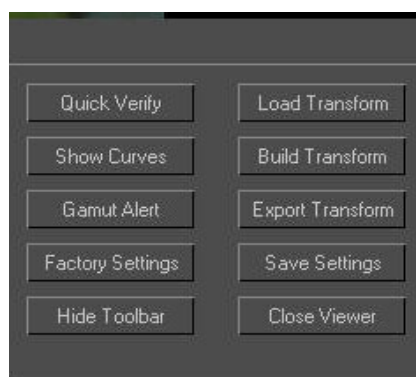 Quick Verify Load Transform
Show Curves Build Transform
Gamut Alert Export Transform
Factory Settings Save Settings
Hide Toolbar Close Viewer